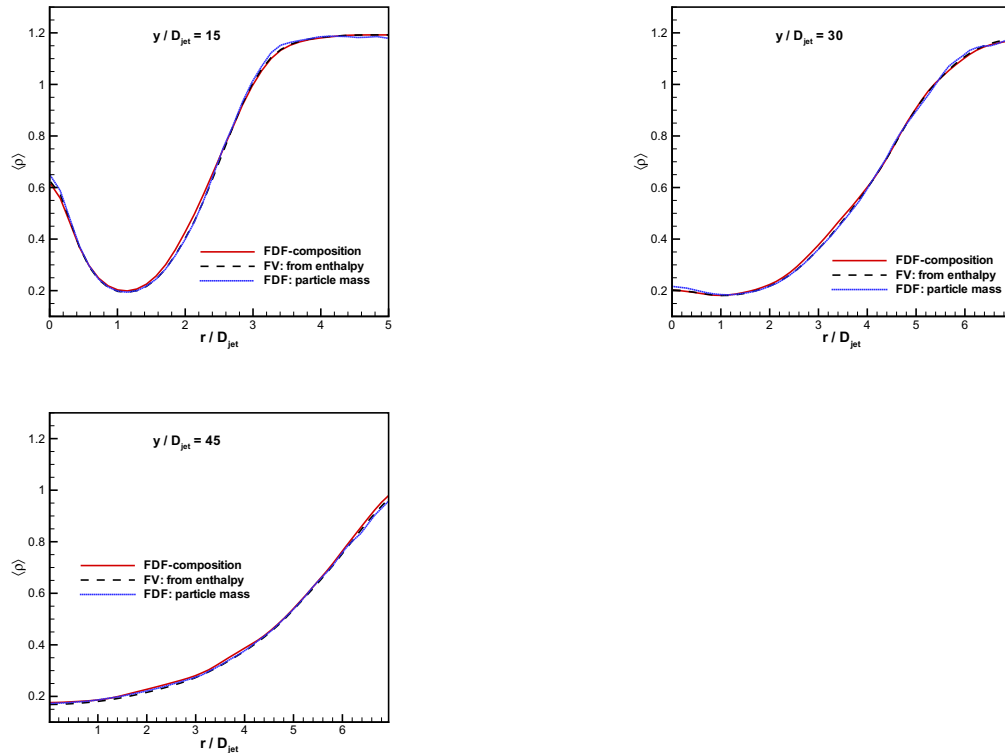 1.2
1
0.8
0.6
0.4
0.2
⟨ρ⟩
y / D_jet = 15
FDF-composition
FV: from enthalpy
FDF: particle mass
0 1 2 3 4 5
r / D_jet
1.2
1
0.8
0.6
0.4
0.2
⟨ρ⟩
y / D_jet = 30
FDF-composition
FV: from enthalpy
FDF: particle mass
0 1 2 3 4 5 6
r / D_jet
1.2
1
0.8
0.6
0.4
0.2
⟨ρ⟩
y / D_jet = 45
FDF-composition
FV: from enthalpy
FDF: particle mass
1 2 3 4 5 6
r / D_jet